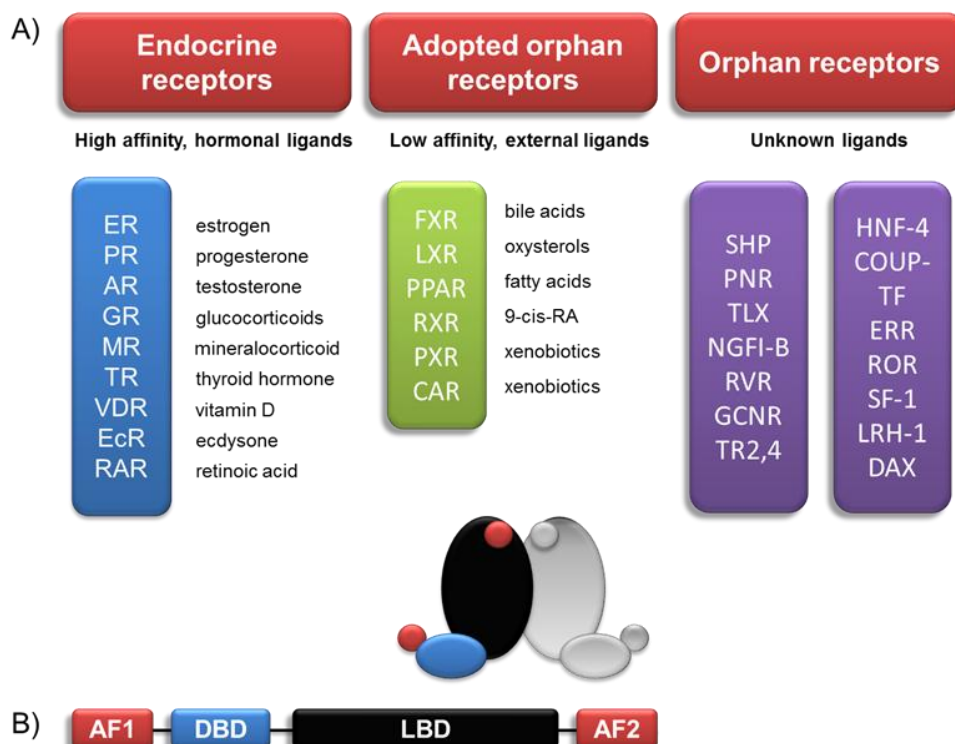 A)
Endocrine
receptors
Adopted orphan
receptors
Orphan receptors
High affinity, hormonal ligands
Low affinity, external ligands
Unknown ligands
ER estrogen
PR progesterone
AR testosterone
GR glucocorticoids
MR mineralocorticoid
TR thyroid hormone
VDR vitamin D
EcR ecdysone
RAR retinoic acid
FXR bile acids
LXR oxysterols
PPAR fatty acids
RXR 9-cis-RA
PXR xenobiotics
CAR xenobiotics
SHP
PNR
TLX
NGFI-B
RVR
GCNR
TR2,4
HNF-4
COUP-
TF
ERR
ROR
SF-1
LRH-1
DAX
B)
AF1 DBD LBD AF2